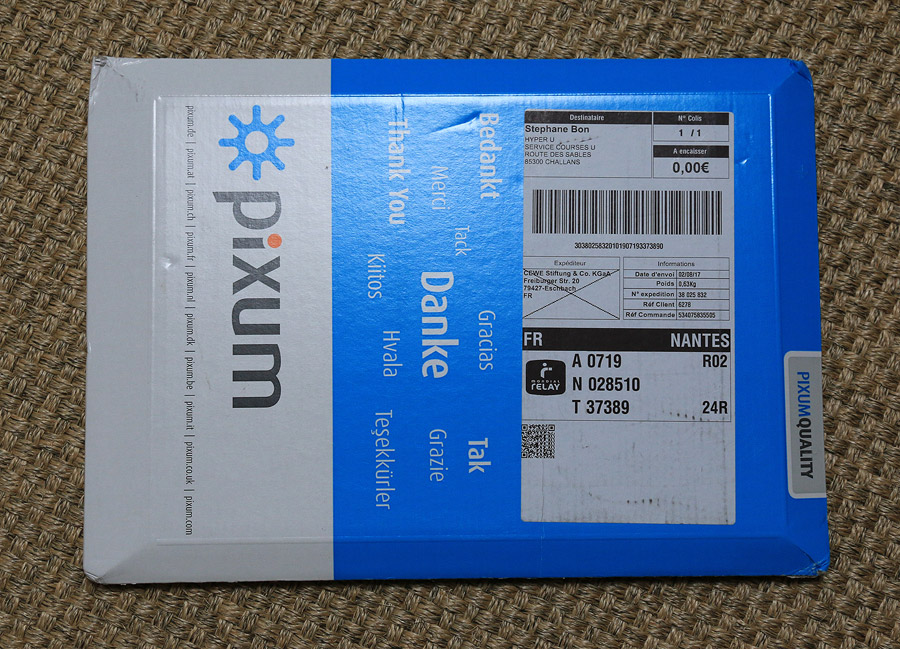 pixum
pixum.de | pixum.at | pixum.ch | pixum.fr | pixum.nl | pixum.dk | pixum.be | pixum.it | pixum.co.uk | pixum.com
Bedankt
Tack
Gracias
Tak
Merci
Danke
Grazie
Thank You
Kiitos
Hvala
Teşekkürler
Destinataire
Stephane Bon
HYPER U
SERVICE COURSES U
ROUTE DES SABLES
85300 CHALLANS
N° Colis
1 / 1
A encaisser
0,00€
30380258320101907193373890
Expéditeur
CEWE Stiftung & Co. KGaA
Freiburger Str. 20
79427-Eschbach
FR
Informations
Date d'envoi 02/08/17
Poids 0,63Kg
N° expedition 38 025 832
Réf Client 6278
Réf Commande 534075835505
FR NANTES
MONDIAL
RELAY
A 0719 R02
N 028510
T 37389 24R
PIXUMQUALITY